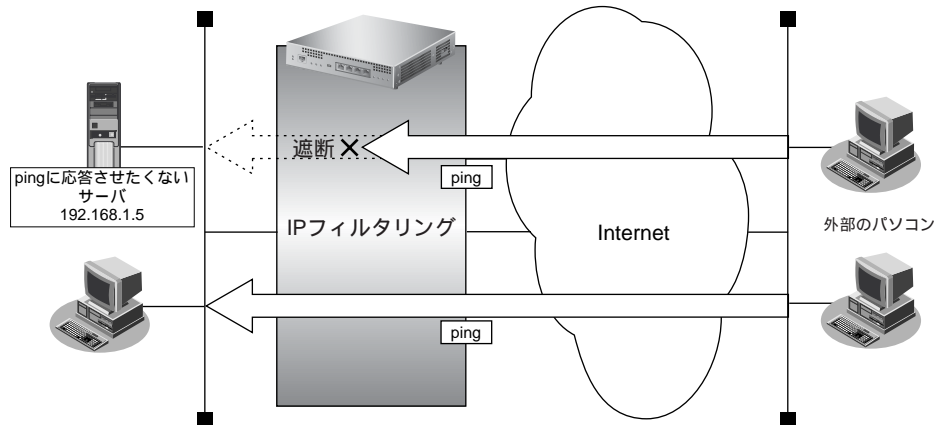 遮断
ping
pingに応答させたくない
サーバ
192.168.1.5
IPフィルタリング
Internet
外部のパソコン
ping